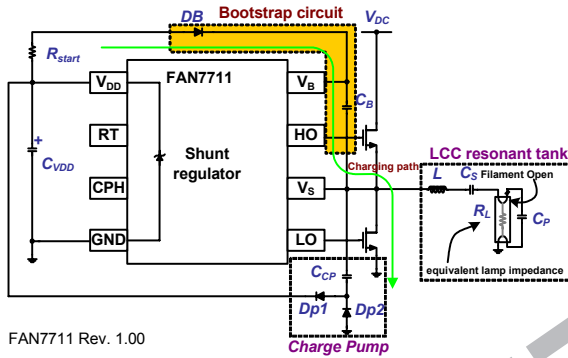 Bootstrap circuit
DB
VDC
Rstart
FAN7711
VDD
VB
CB
RT
HO
Shunt
regulator
Charging path
LCC resonant tank
L
CS
Filament Open
CVDD
CPH
VS
RL
CP
GND
LO
equivalent lamp impedance
CCP
Dp1
Dp2
FAN7711 Rev. 1.00
Charge Pump
+